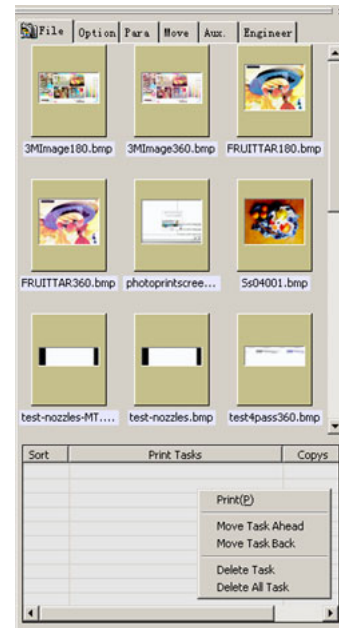 File Option Para Move Aux. Engineer
3MImage180.bmp 3MImage360.bmp FRUITTAR180.bmp
FRUITTAR360.bmp photoprintscree... Ss04001.bmp
test-nozzles-MT.... test-nozzles.bmp test4pass360.bmp
Sort Print Tasks Copys
Print(P)
Move Task Ahead
Move Task Back
Delete Task
Delete All Task